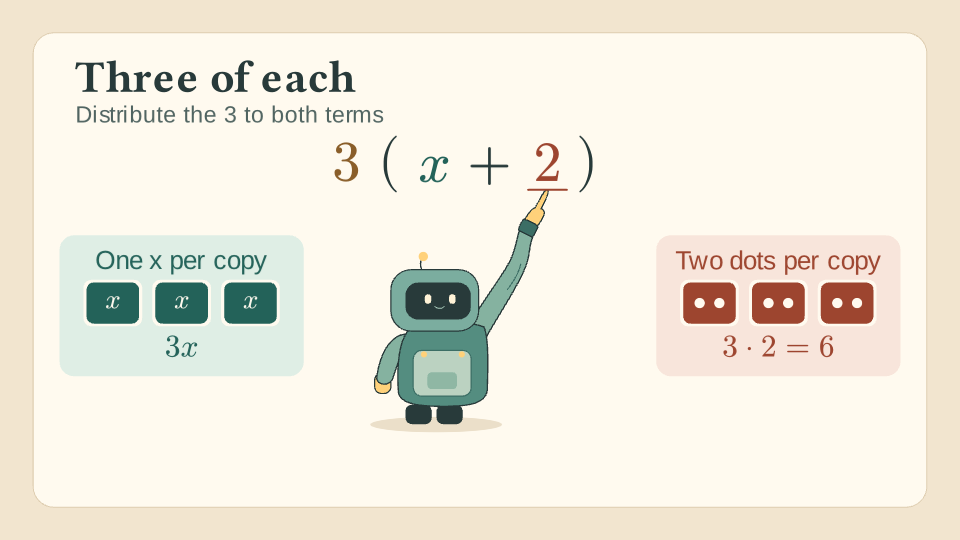 Three of each
Distribute the 3 to both terms
3 ( x + 2 )
One x per copy
x x x
3x
Two dots per copy
3 · 2 = 6